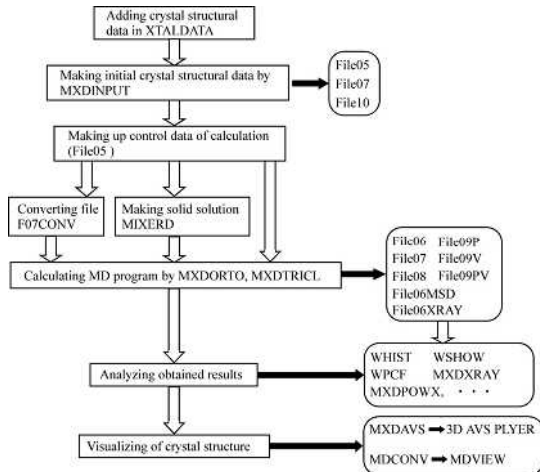 Adding crystal structural
data in XTALDATA
Making initial crystal structural data by
MXDINPUT
File05
File07
File10
Making up control data of calculation
(File05 )
Converting file
F07CONV
Making solid solution
MIXERD
Calculating MD program by MXDORTO, MXDTRICL
File06 File09P
File07 File09V
File08 File09PV
File06MSD
File06XRAY
Analyzing obtained results
WHIST WSHOW
WPCF MXDXRAY
MXDPOWX, · · ·
Visualizing of crystal structure
MXDAVS 3D AVS PLYER
MDCONV MDVIEW